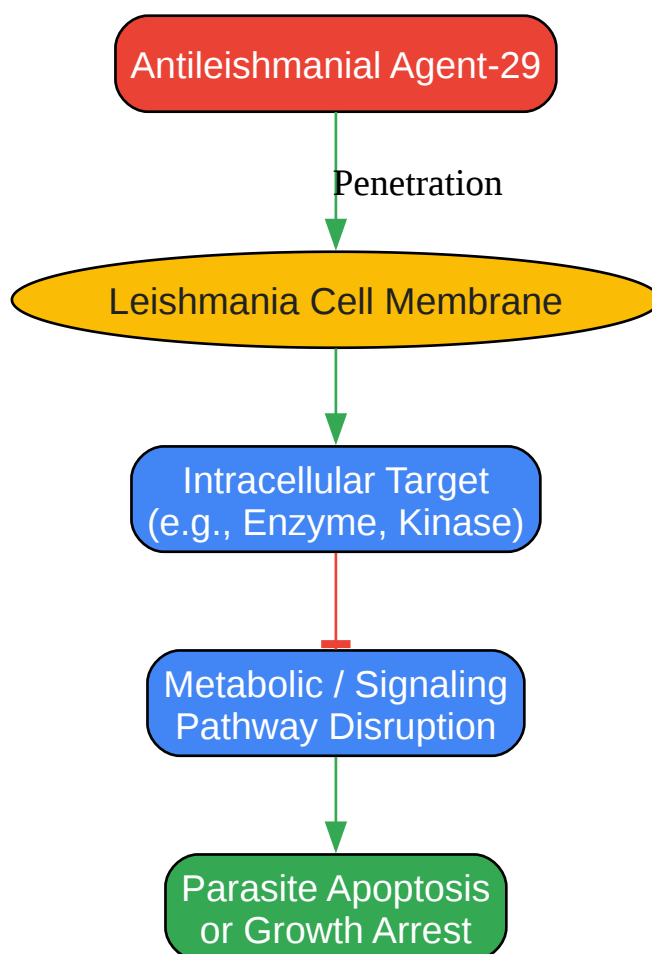 Antileishmanial Agent-29
Penetration
Leishmania Cell Membrane
Intracellular Target
(e.g., Enzyme, Kinase)
Metabolic / Signaling
Pathway Disruption
Parasite Apoptosis
or Growth Arrest